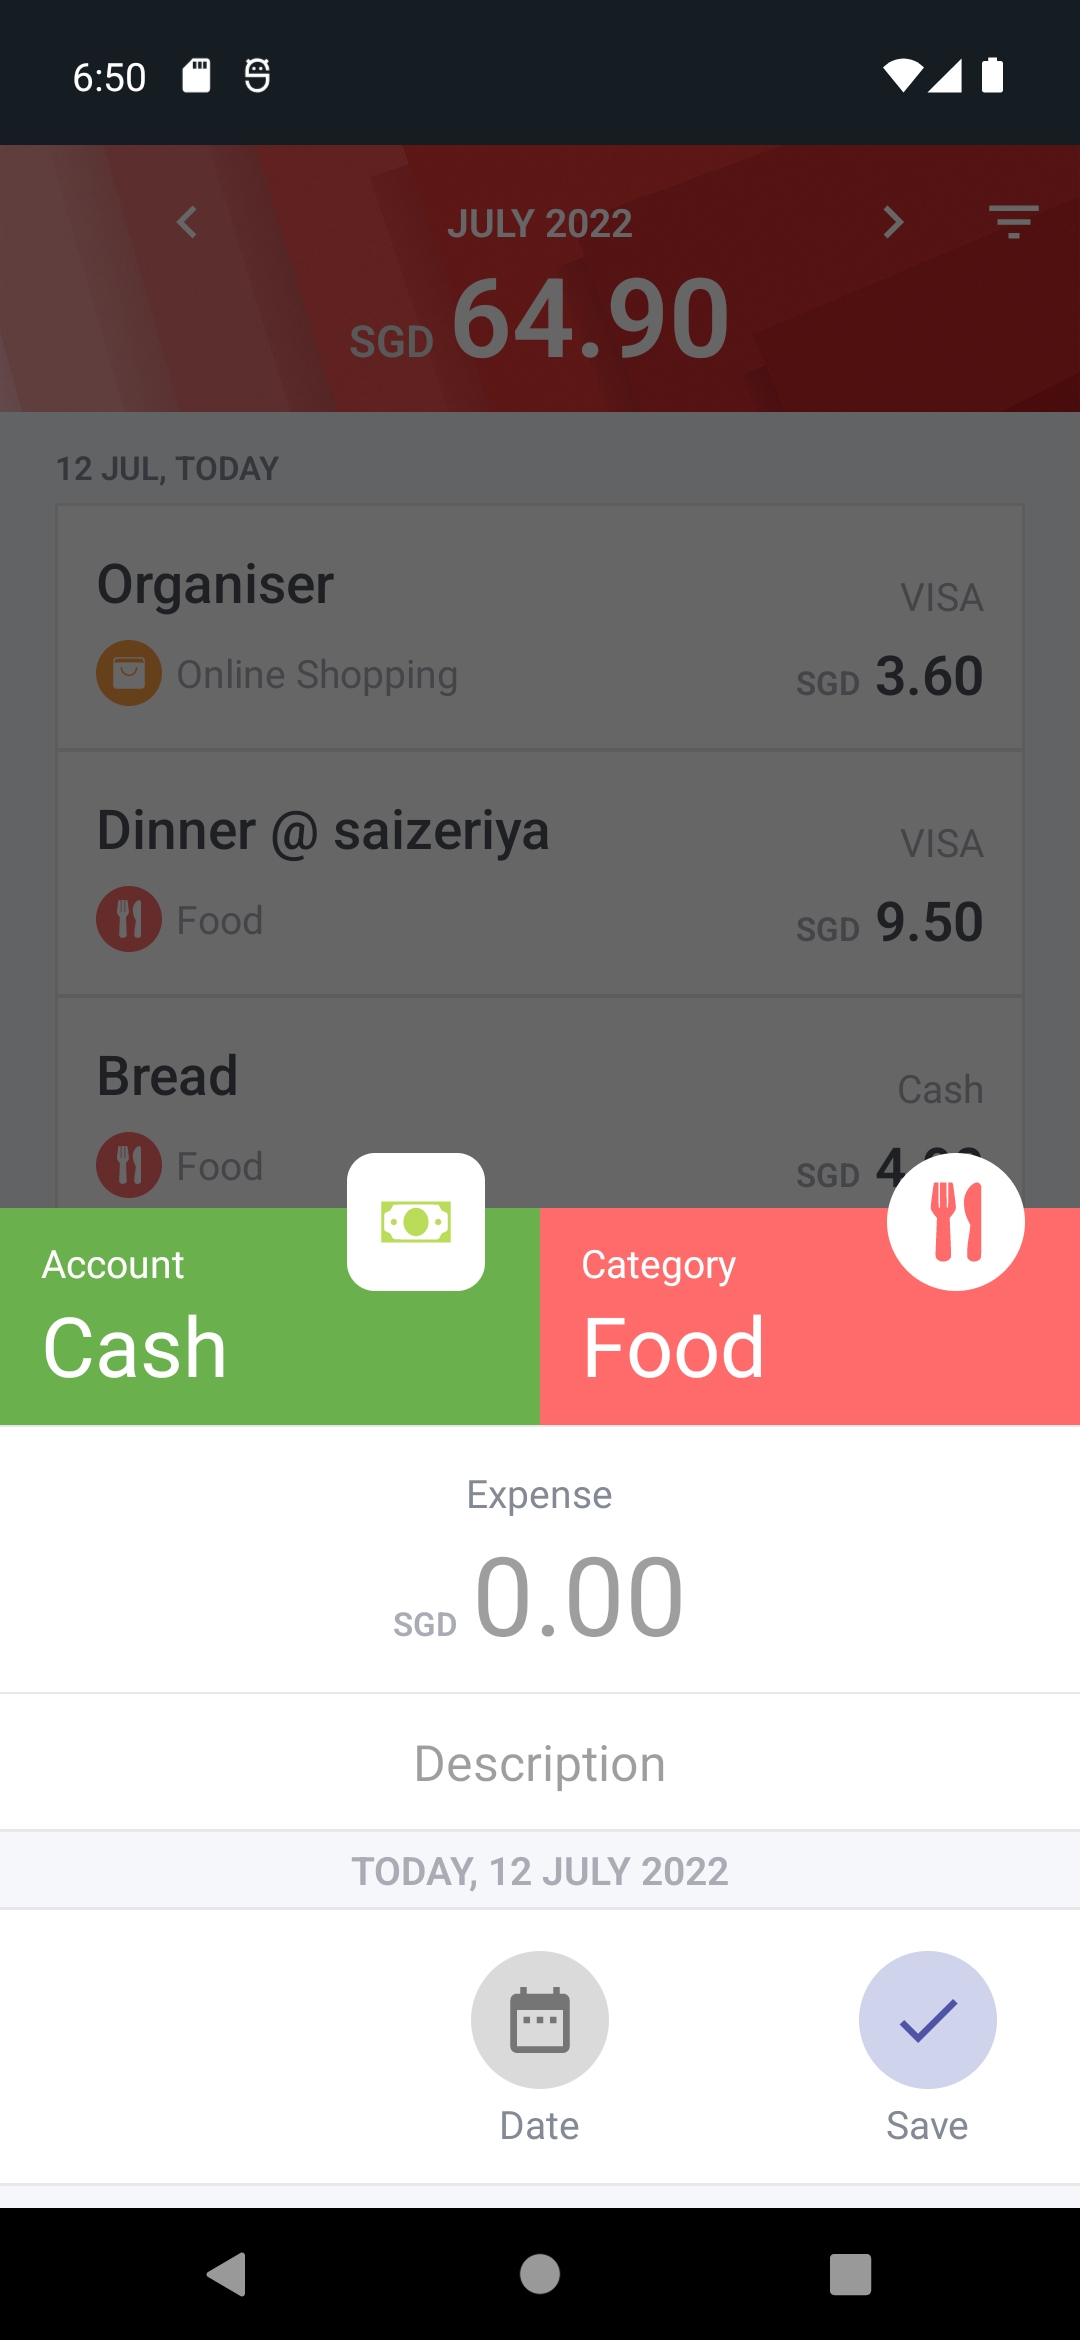 6:50
JULY 2022
SGD 64.90
12 JUL, TODAY
Organiser
VISA
Online Shopping
SGD 3.60
Dinner @ saizeriya
VISA
Food
SGD 9.50
Bread
Cash
Food
SGD
Account
Cash
Category
Food
Expense
SGD 0.00
Description
TODAY, 12 JULY 2022
Date
Save